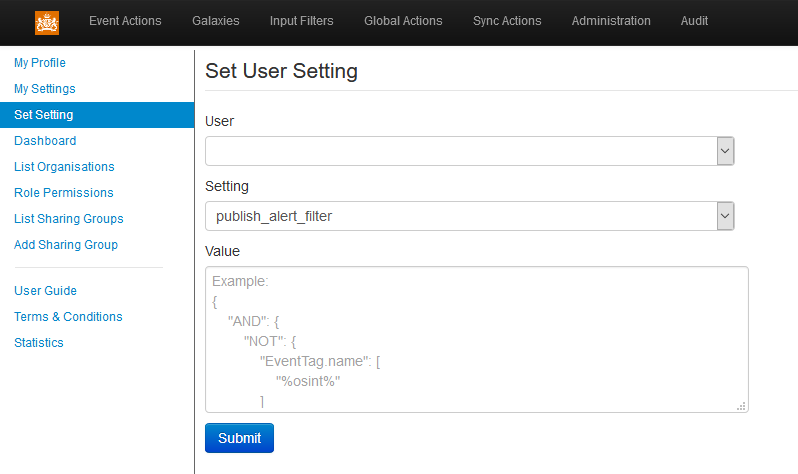 Event Actions Galaxies Input Filters Global Actions Sync Actions Administration Audit
My Profile
My Settings
Set Setting
Dashboard
List Organisations
Role Permissions
List Sharing Groups
Add Sharing Group
User Guide
Terms & Conditions
Statistics
Set User Setting
User
Setting
publish_alert_filter
Value
Example:
{
"AND": {
"NOT": {
"EventTag.name": [
"%osint%"
]
Submit